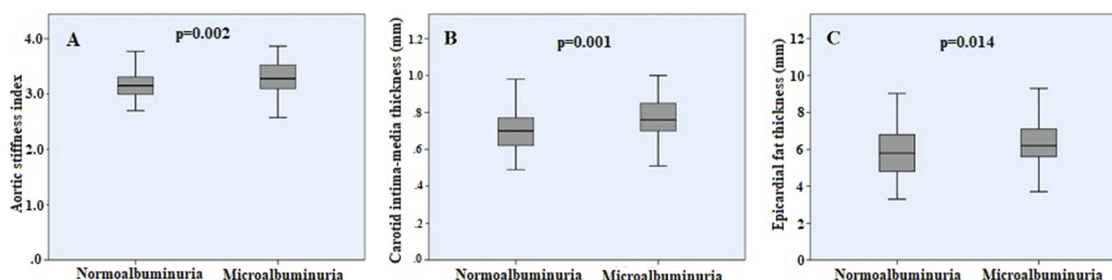 A
p=0.002
Aortic stiffness index
4.0
3.0
2.0
1.0
.0
Normoalbuminuria Microalbuminuria
B
p=0.001
Carotid intima-media thickness (mm)
1.2
1.0
.8
.6
.4
.2
.0
Normoalbuminuria Microalbuminuria
C
p=0.014
Epicardial fat thickness (mm)
12
10
8
6
4
2
0
Normoalbuminuria Microalbuminuria